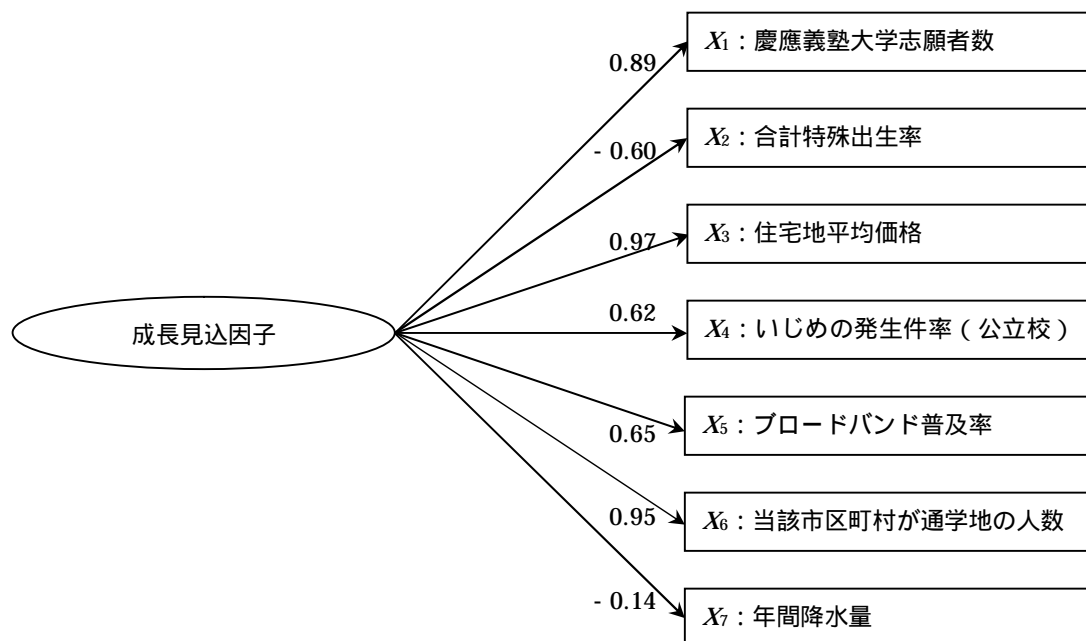 0.89
X1：慶應義塾大学志願者数
- 0.60
X2：合計特殊出生率
0.97
X3：住宅地平均価格
成長見込因子
0.62
X4：いじめの発生件率（公立校）
0.65
X5：ブロードバンド普及率
0.95
X6：当該市区町村が通学地の人数
- 0.14
X7：年間降水量